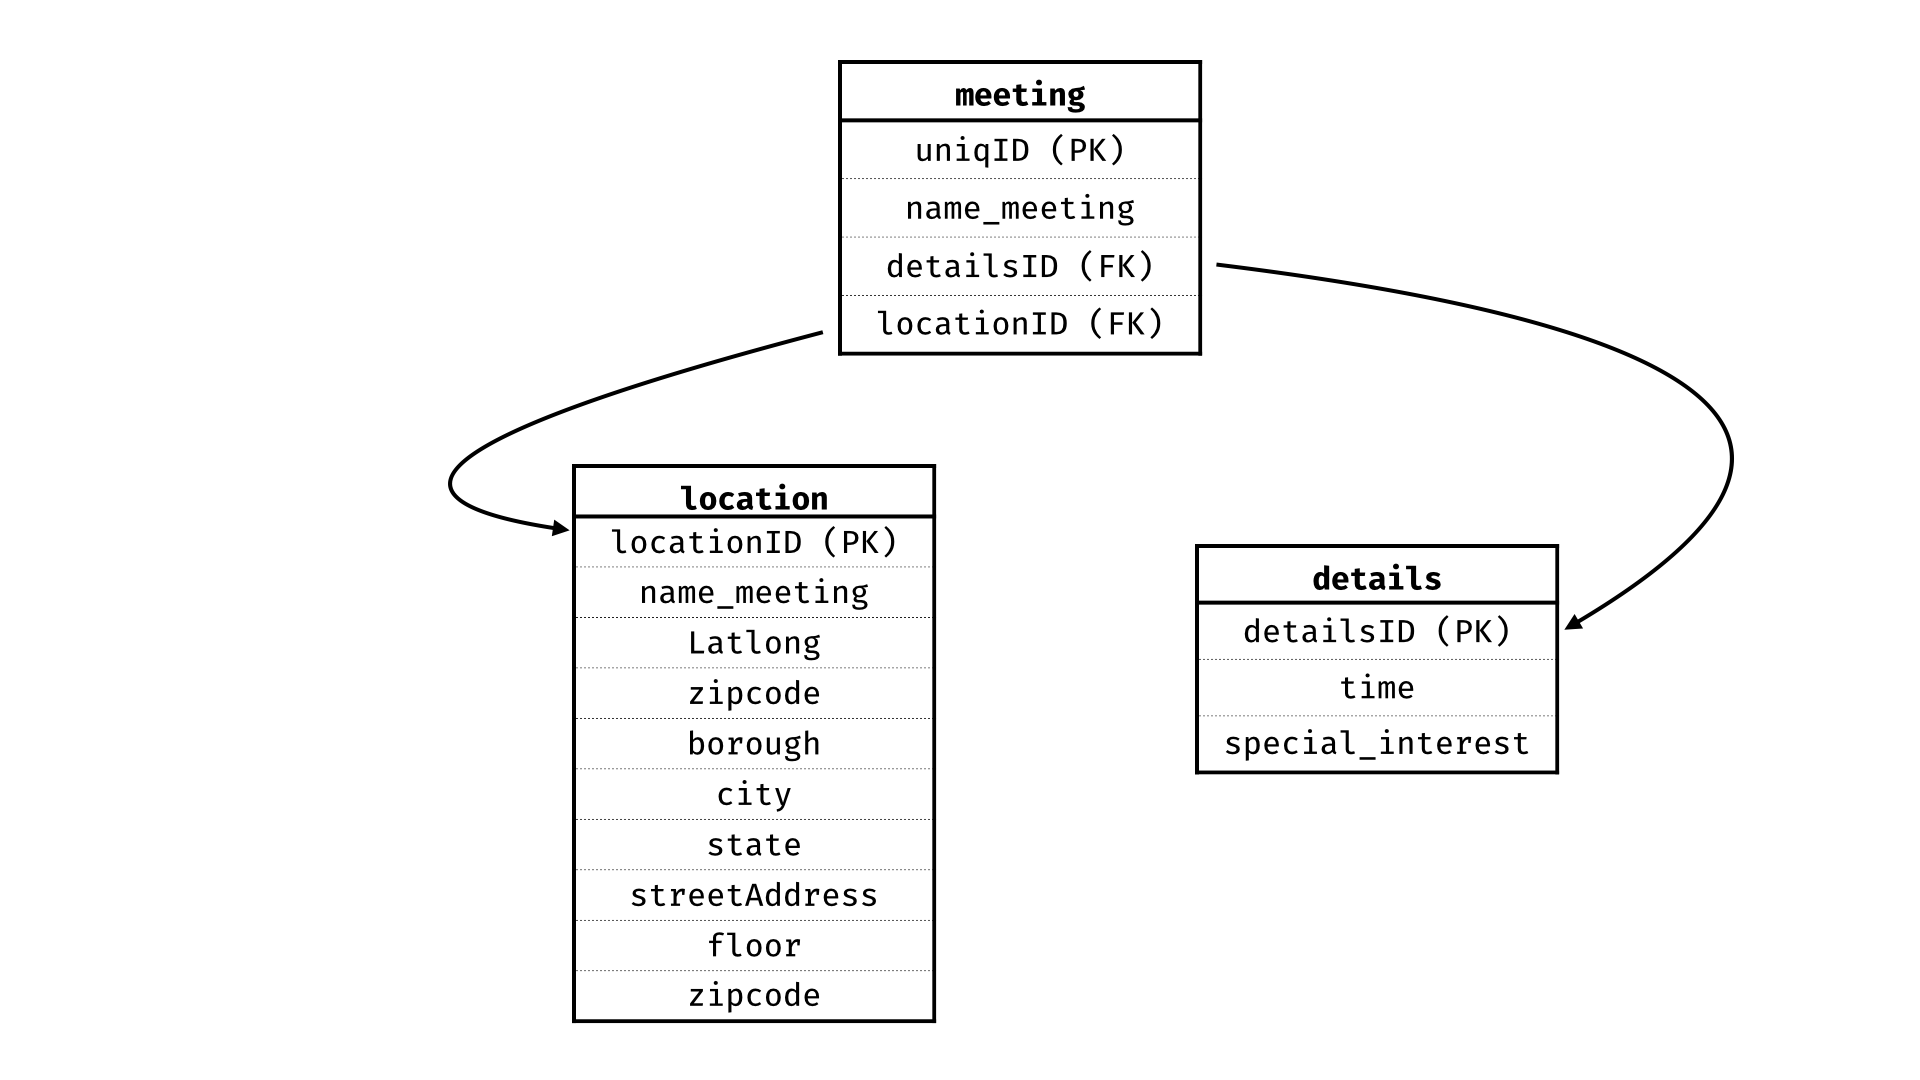 meeting
uniqID (PK)
name_meeting
detailsID (FK)
locationID (FK)
location
locationID (PK)
name_meeting
Latlong
zipcode
borough
city
state
streetAddress
floor
zipcode
details
detailsID (PK)
time
special_interest